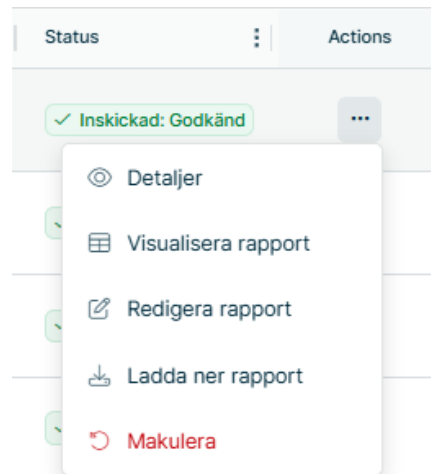 Status
Actions
Inskickad: Godkänd
Detaljer
Visualisera rapport
Redigera rapport
Ladda ner rapport
Makulera